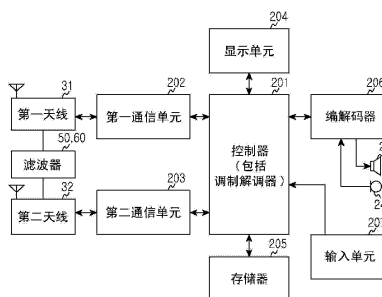 204
显示单元
31
202
201
206
第一天线
第一通信单元
控制器
(包括
调制解调器)
编解码器
50,60
滤波器
32
203
第二天线
第二通信单元
205
存储器
207
输入单元